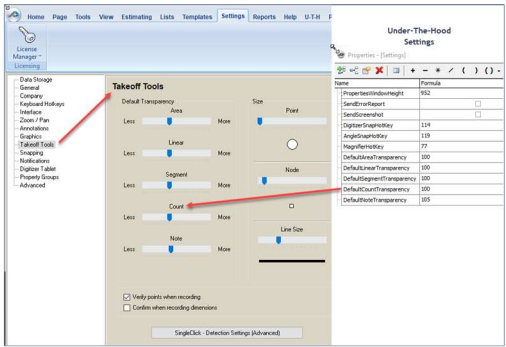 Home Page Tools View Estimating Lists Templates Settings Reports Help U-T-H
License
Manager
Licensing
Data Storage
General
Company
Keyboard Hotkeys
Interface
Zoom / Pan
Annotations
Graphics
Takeoff Tools
Snapping
Notifications
Digitizer Tablet
Property Groups
Advanced
Takeoff Tools
Default Transparency
Area
Less More
Linear
Less More
Segment
Less More
Count
Less More
Note
Less More
Size
Point
Node
Line Size
Verify points when recording
Confirm when recording dimensions
SingleClick - Detection Settings (Advanced)
Under-
The-Hood
Settings
Properties - [Settings]
+ - * / ( ) {} -
Name Formula
PropertiesWindowHeight 952
SendErrorReport
SendScreenshot
DigitizerSnapHotKey 114
AngleSnapHotKey 119
MagnifierHotKey 77
DefaultAreaTransparency 100
DefaultLinearTransparency 100
DefaultSegmentTransparency 100
DefaultCountTransparency 100
DefaultNoteTransparency 105